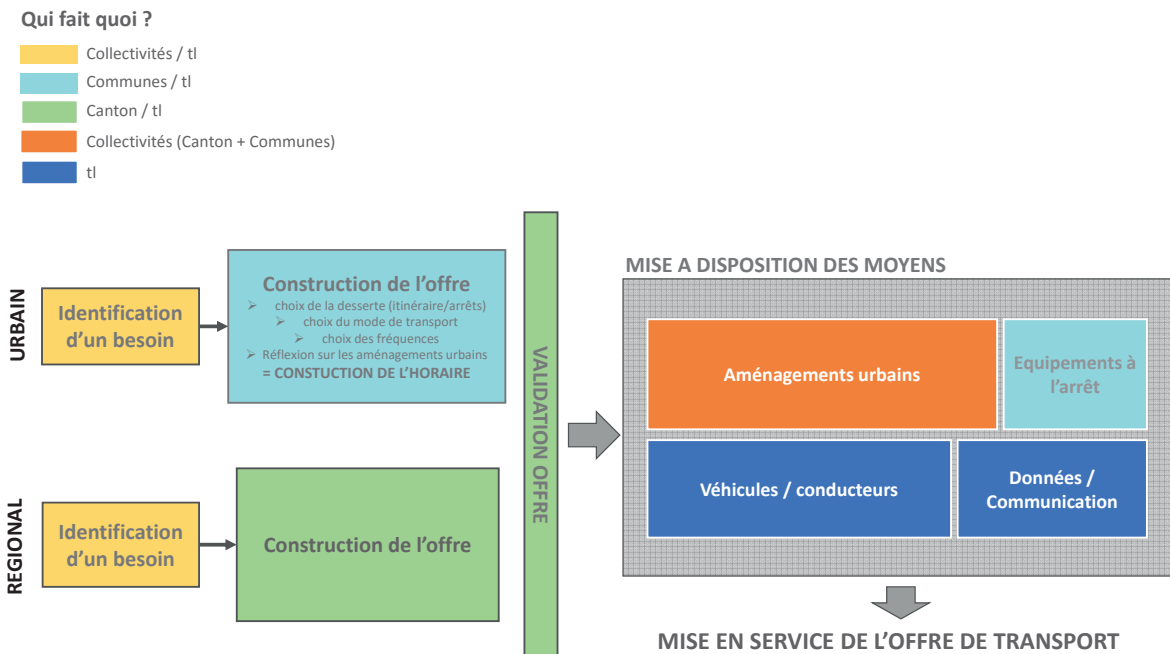 Qui fait quoi ?
Collectivités / tl
Communes / tl
Canton / tl
Collectivités (Canton + Communes)
tl
URBAIN
Identification
d'un besoin
Construction de l'offre
➢ choix de la desserte (itinéraire/arrêts)
➢ choix du mode de transport
➢ choix des fréquences
➢ Réflexion sur les aménagements urbains
= CONSTUCTION DE L'HORAIRE
REGIONAL
Identification
d'un besoin
Construction de l'offre
VALIDATION OFFRE
MISE A DISPOSITION DES MOYENS
Aménagements urbains
Equipements à
l'arrêt
Véhicules / conducteurs
Données /
Communication
MISE EN SERVICE DE L'OFFRE DE TRANSPORT